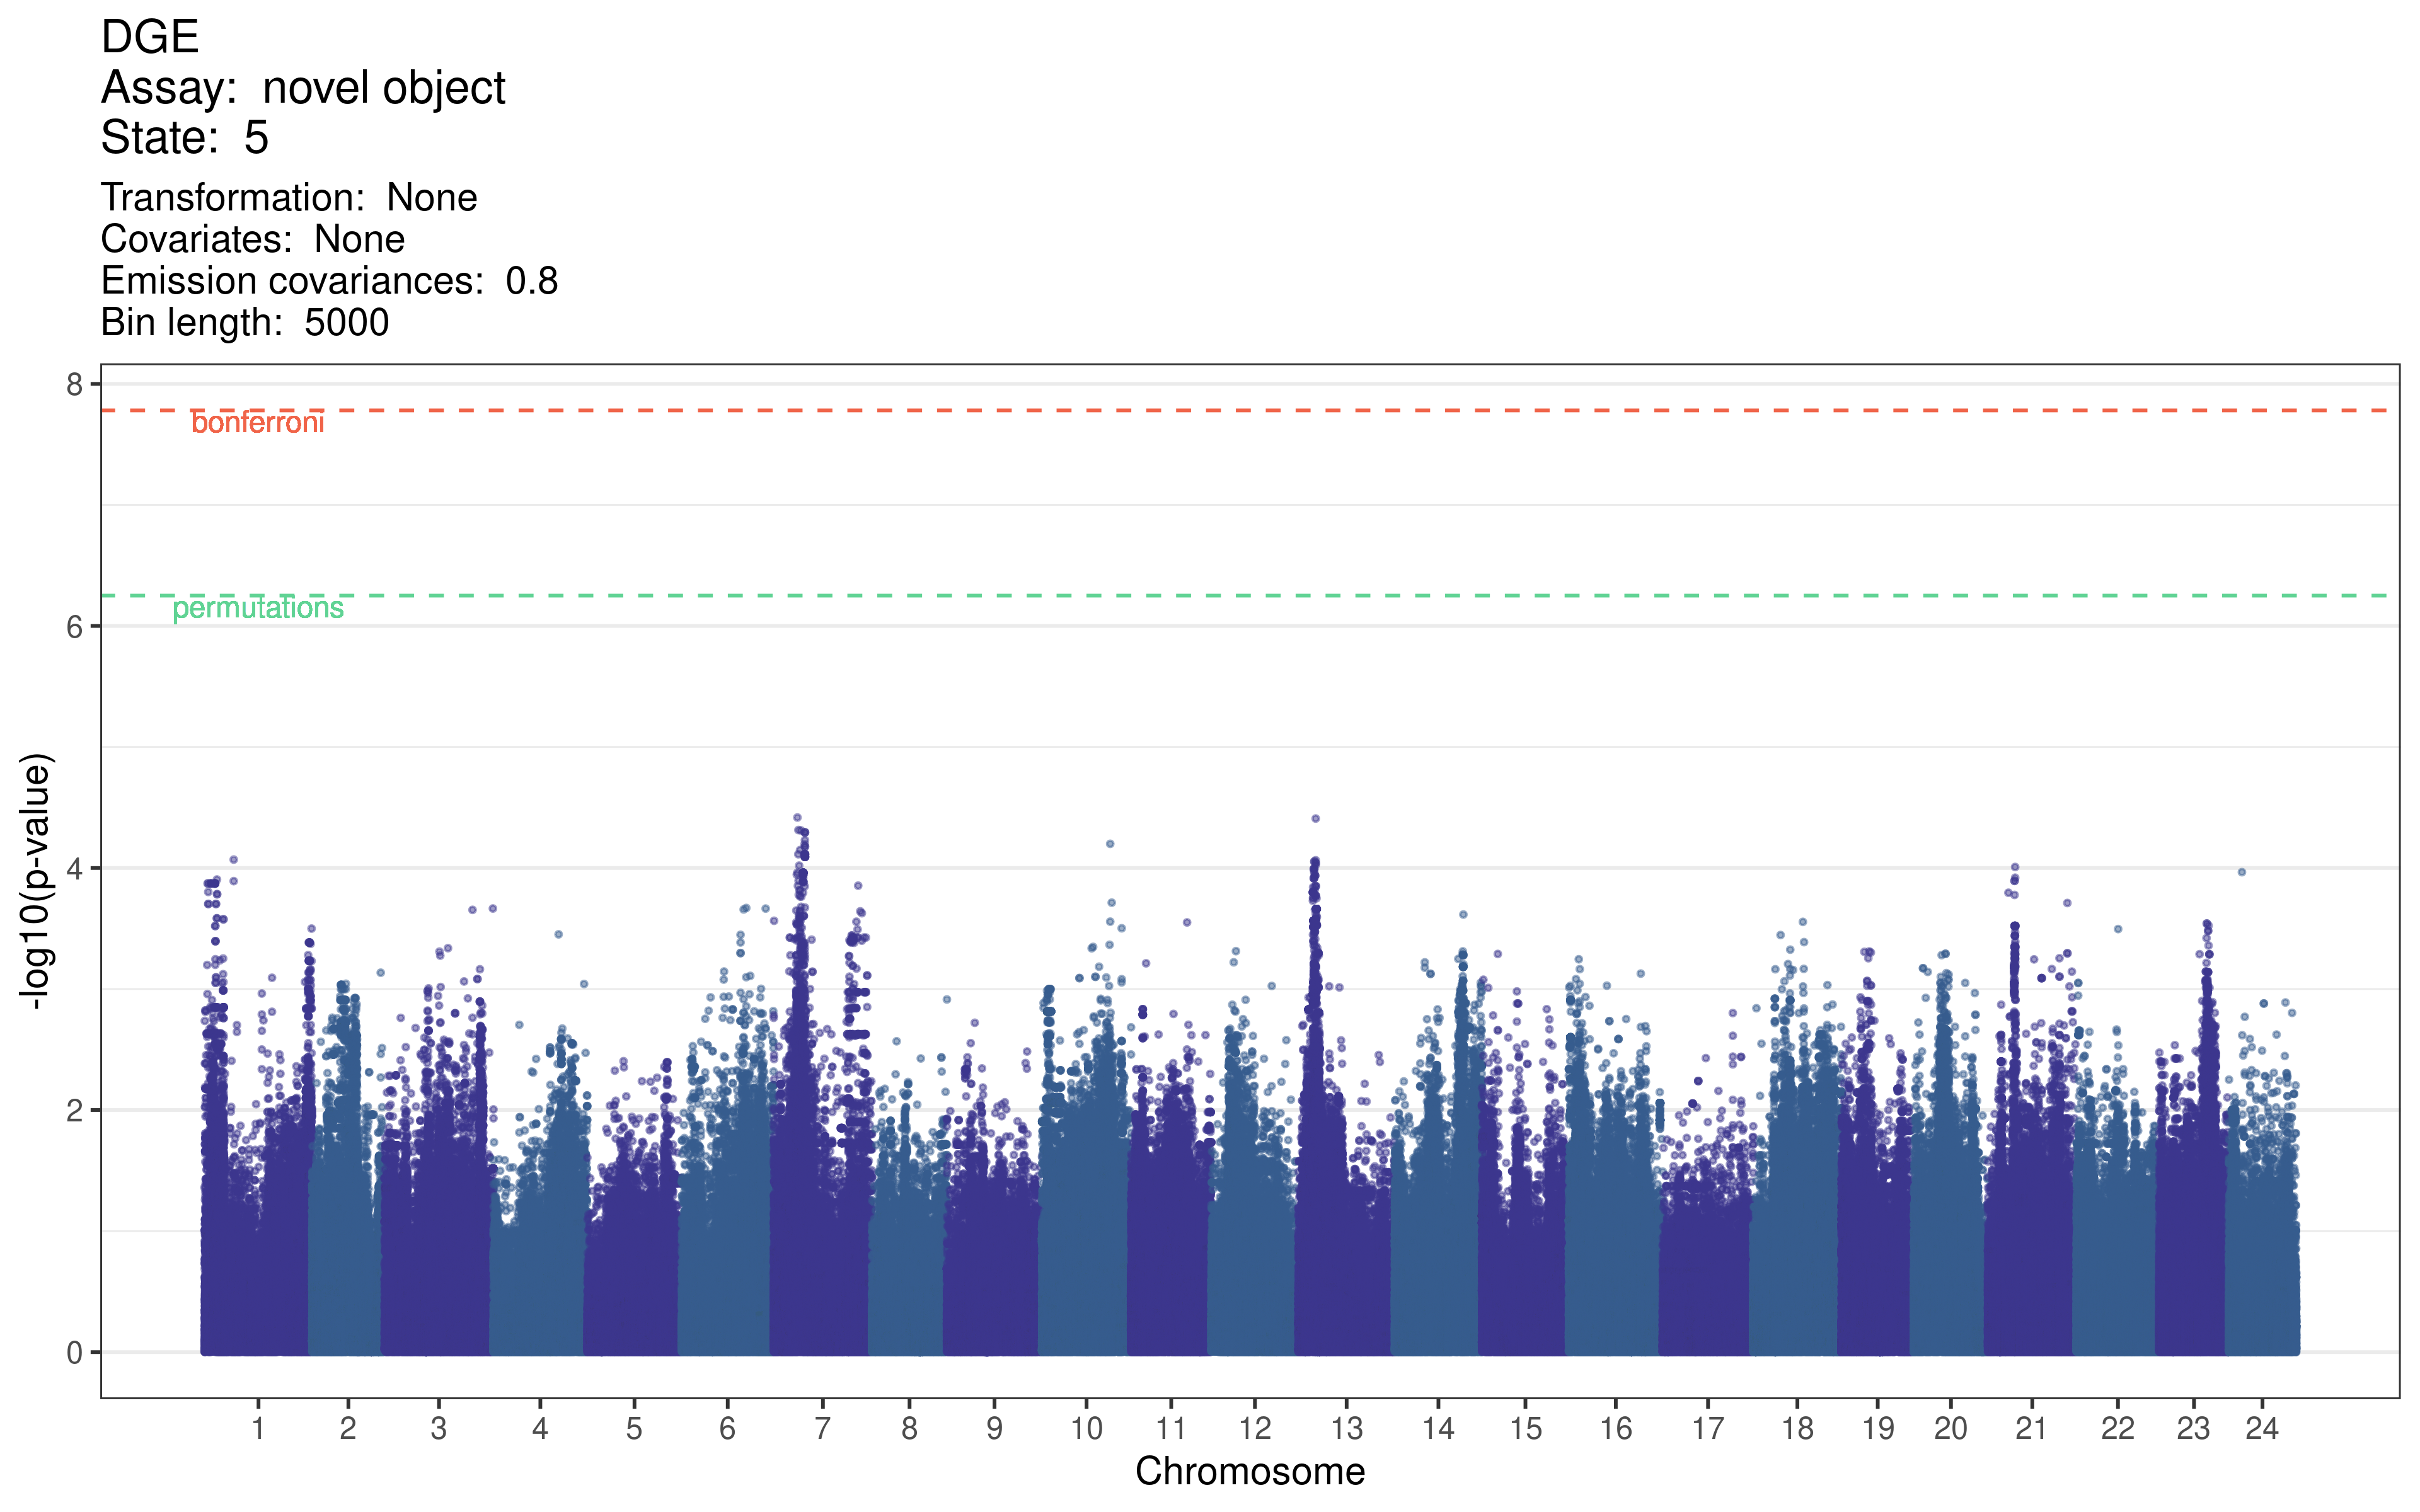 DGE
Assay:  novel object
State:  5
Transformation:  None
Covariates:  None
Emission covariances:  0.8
Bin length:  5000
8
bonferroni
permutations
6
-log10(p-value)
4
2
0
1 2 3 4 5 6 7 8 9 10 11 12 13 14 15 16 17 18 19 20 21 22 23 24
Chromosome